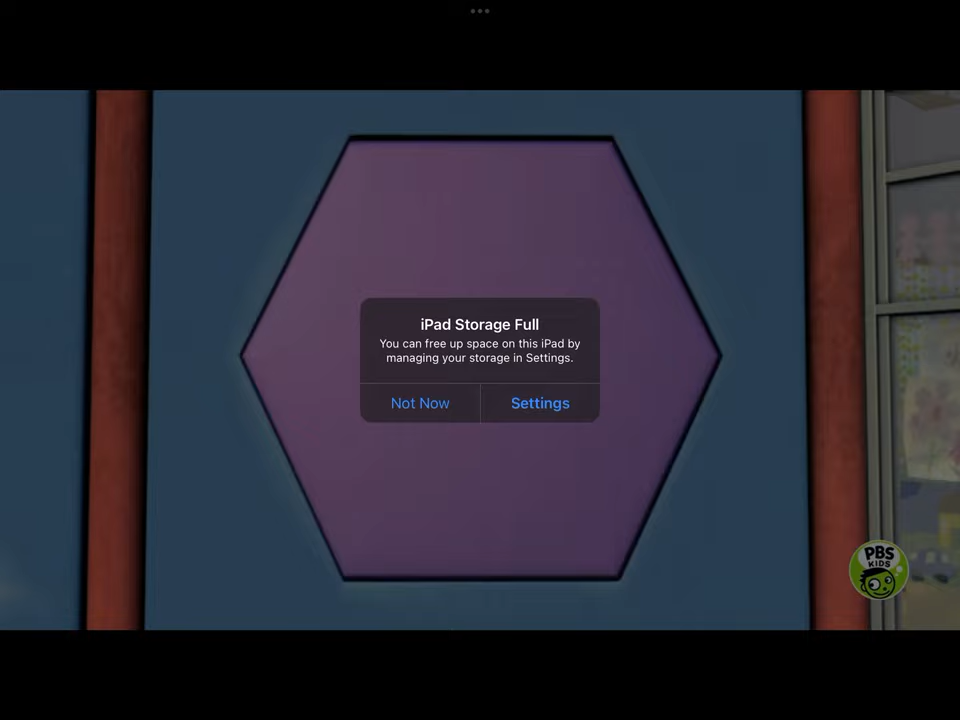 iPad Storage Full
You can free up space on this iPad by
managing your storage in Settings.
Not Now
Settings
PBS
KIDS